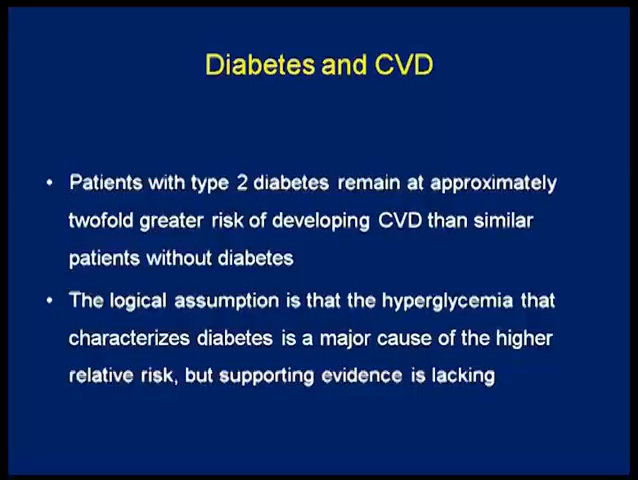 Diabetes and CVD
• Patients with type 2 diabetes remain at approximately
twofold greater risk of developing CVD than similar
patients without diabetes
• The logical assumption is that the hyperglycemia that
characterizes diabetes is a major cause of the higher
relative risk, but supporting evidence is lacking